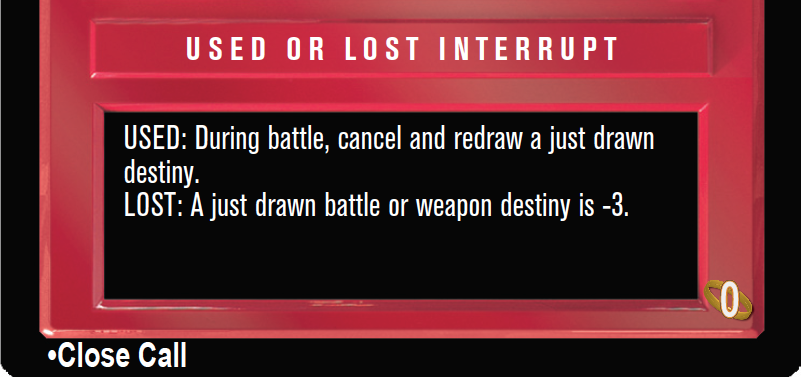 USED OR LOST INTERRUPT
USED: During battle, cancel and redraw a just drawn
destiny.
LOST: A just drawn battle or weapon destiny is -3.
0
•Close Call